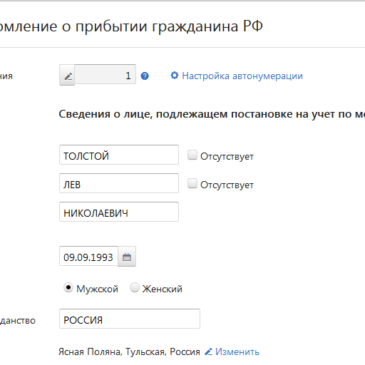 омление о прибытии гражданина РФ
ния 1 ? Настройка автонумерации
Сведения о лице, подлежащем постановке на учет по м
ТОЛСТОЙ Отсутствует
ЛЕВ Отсутствует
НИКОЛАЕВИЧ
09.09.1993
Мужской Женский
данство РОССИЯ
Ясная Поляна, Тульская, Россия Изменить